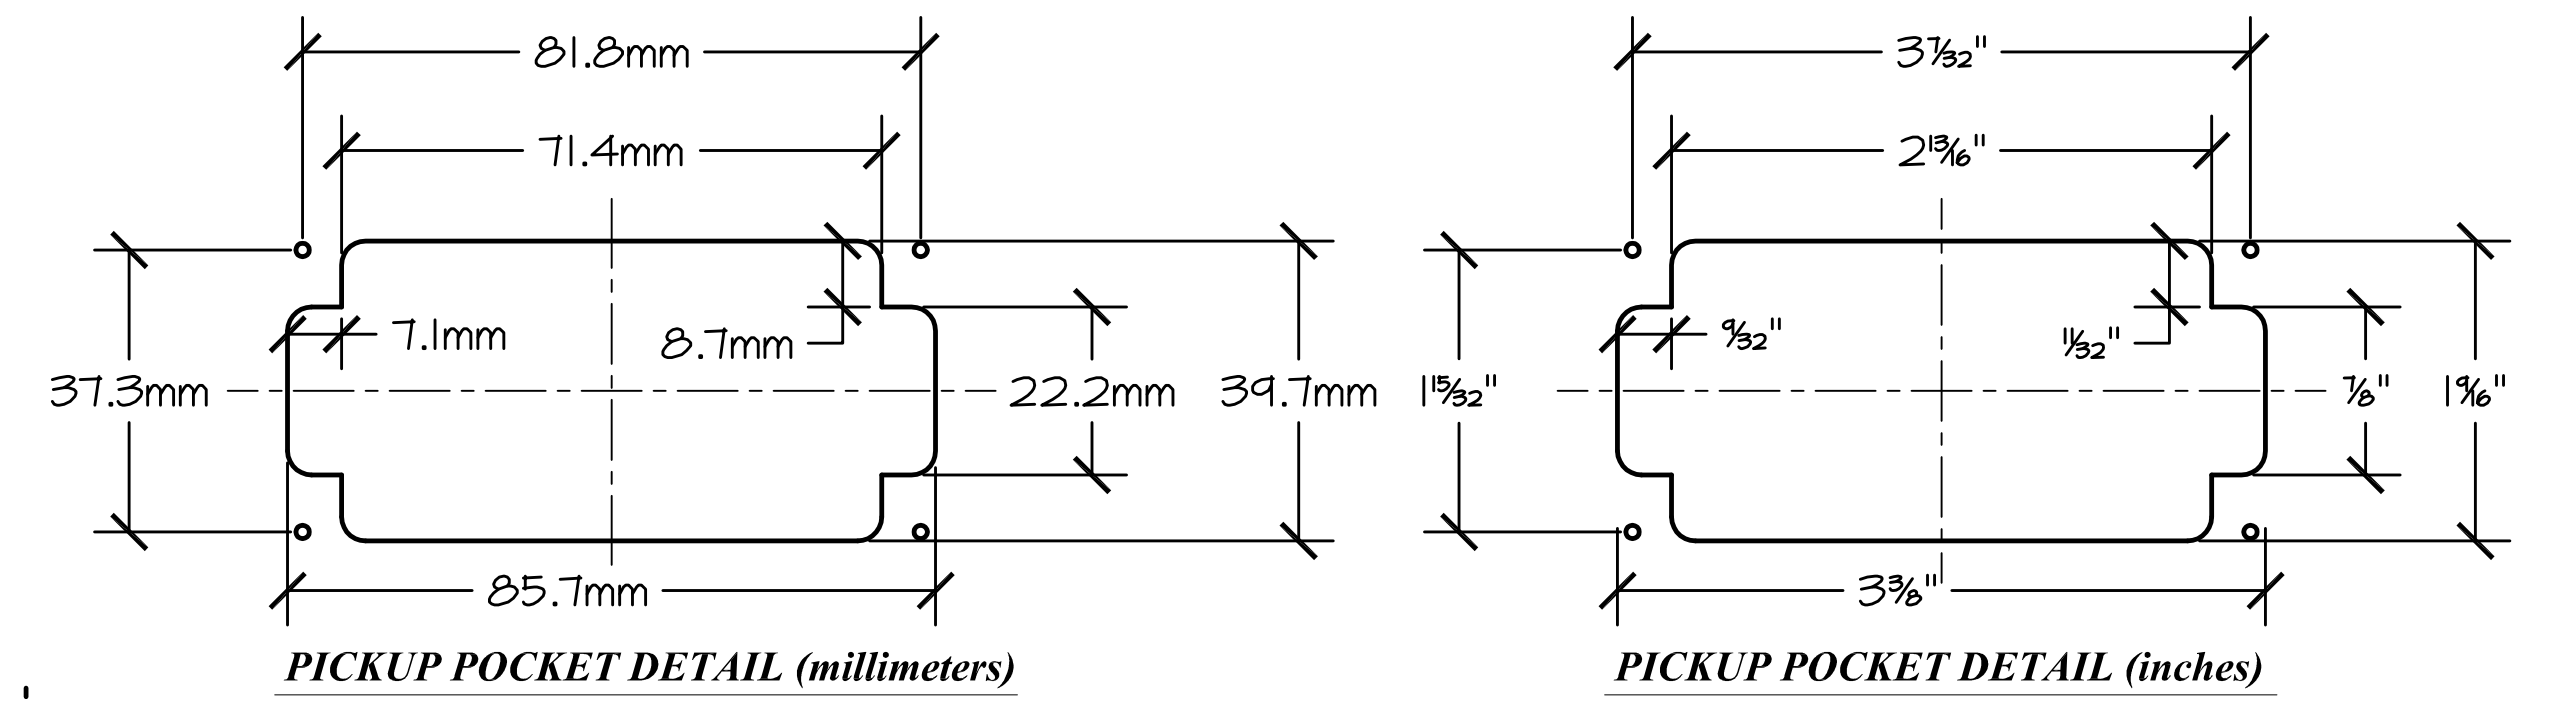 81.8mm
3 7/32"
71.4mm
2 13/16"
7.1mm
8.7mm
9/32"
11/32"
37.3mm
22.2mm
39.7mm
1 15/32"
7/8"
1 9/16"
85.7mm
3 3/8"
PICKUP POCKET DETAIL (millimeters)
PICKUP POCKET DETAIL (inches)